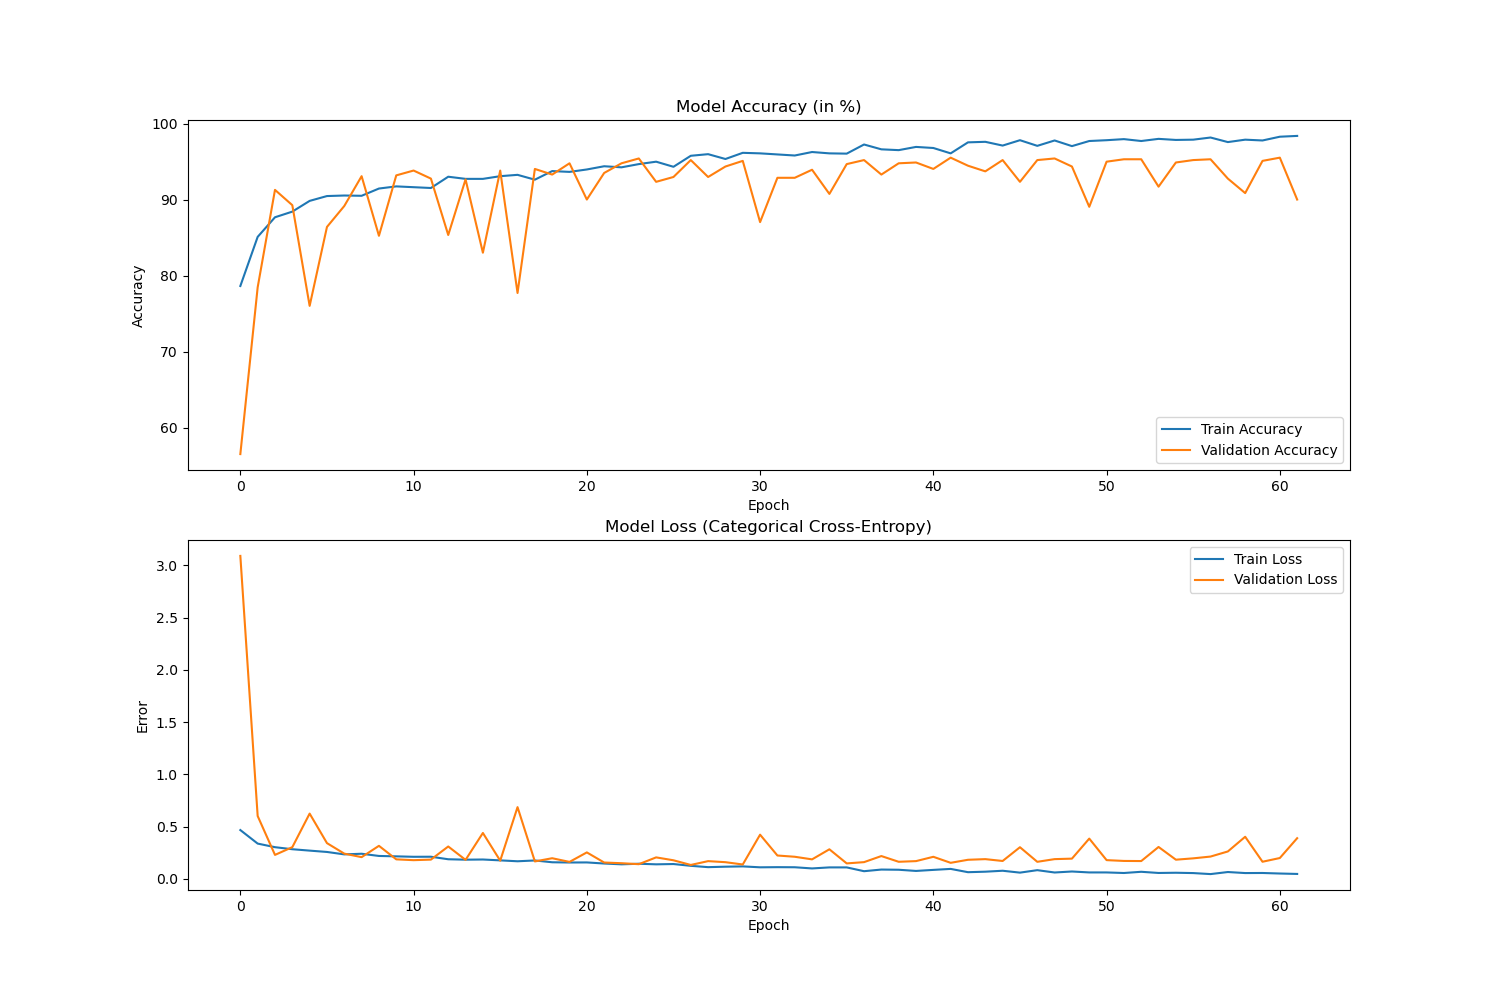 Model Accuracy (in %)
100
90
80
70
60
Accuracy
Train Accuracy
Validation Accuracy
0 10 20 30 40 50 60
Epoch
Model Loss (Categorical Cross-Entropy)
3.0
2.5
2.0
1.5
1.0
0.5
0.0
Error
Train Loss
Validation Loss
0 10 20 30 40 50 60
Epoch